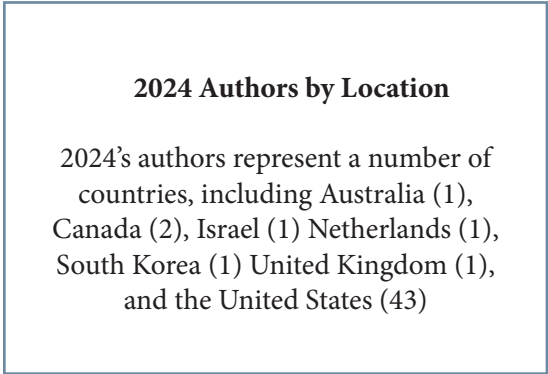 2024 Authors by Location
2024’s authors represent a number of
countries, including Australia (1),
Canada (2), Israel (1) Netherlands (1),
South Korea (1) United Kingdom (1),
and the United States (43)